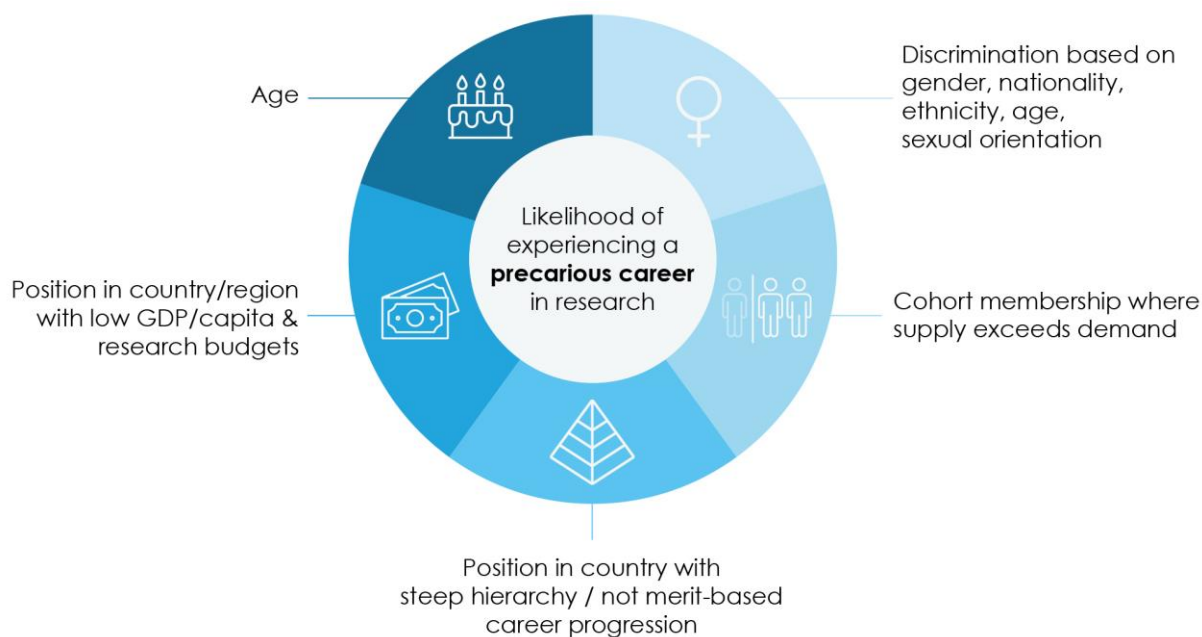 Age
Discrimination based on
gender, nationality,
ethnicity, age,
sexual orientation
Likelihood of
experiencing a
precarious career
in research
Position in country/region
with low GDP/capita &
research budgets
Cohort membership where
supply exceeds demand
Position in country with
steep hierarchy / not merit-based
career progression